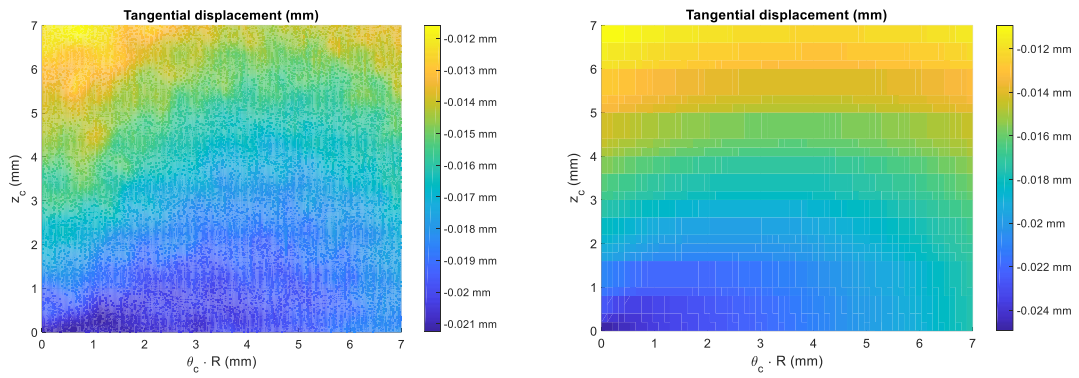 Tangential displacement (mm)
7
6
5
4
3
2
1
0
z_c (mm)
0 1 2 3 4 5 6 7
θ_c · R (mm)
-0.012 mm
-0.013 mm
-0.014 mm
-0.015 mm
-0.016 mm
-0.017 mm
-0.018 mm
-0.019 mm
-0.02 mm
-0.021 mm
Tangential displacement (mm)
7
6
5
4
3
2
1
0
z_c (mm)
0 1 2 3 4 5 6 7
θ_c · R (mm)
-0.012 mm
-0.014 mm
-0.016 mm
-0.018 mm
-0.02 mm
-0.022 mm
-0.024 mm